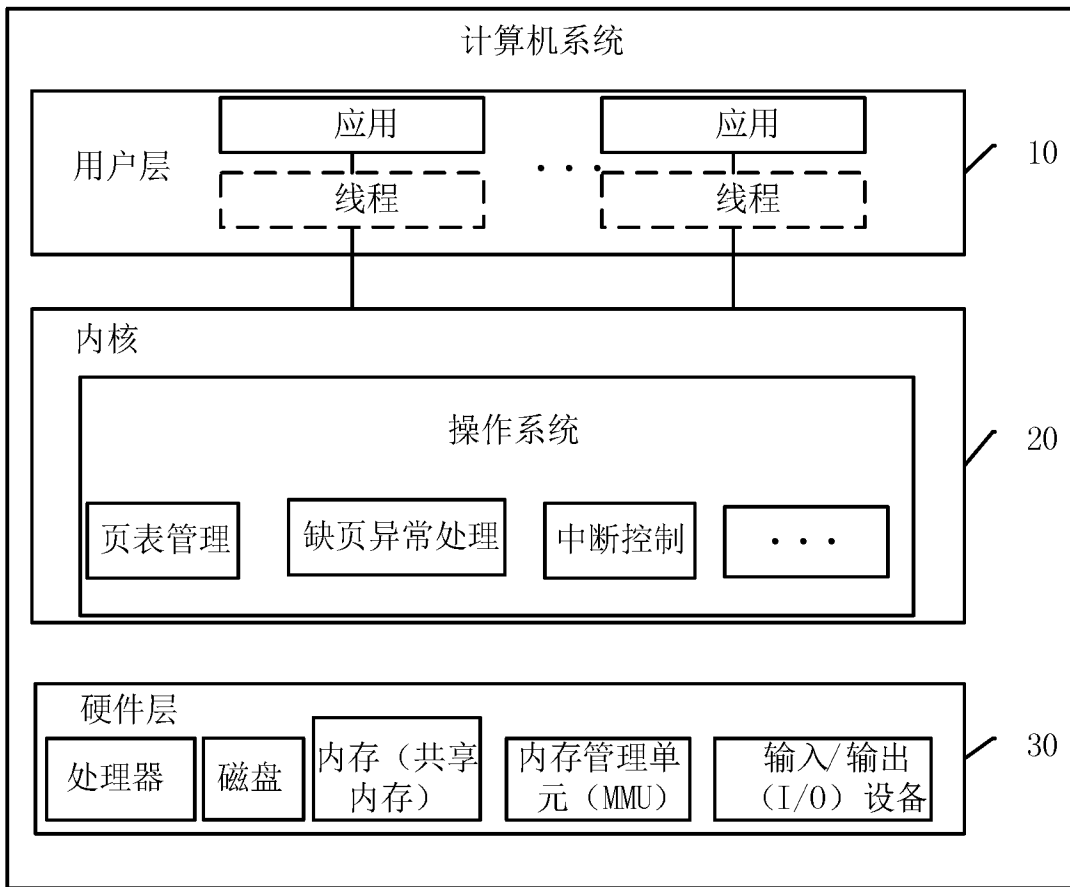 计算机系统
应用
应用
用户层
· · ·
线程
线程
10
内核
操作系统
20
页表管理
缺页异常处理
中断控制
· · ·
硬件层
30
处理器
磁盘
内存（共享
内存）
内存管理单
元（MMU）
输入/输出
（I/O）设备